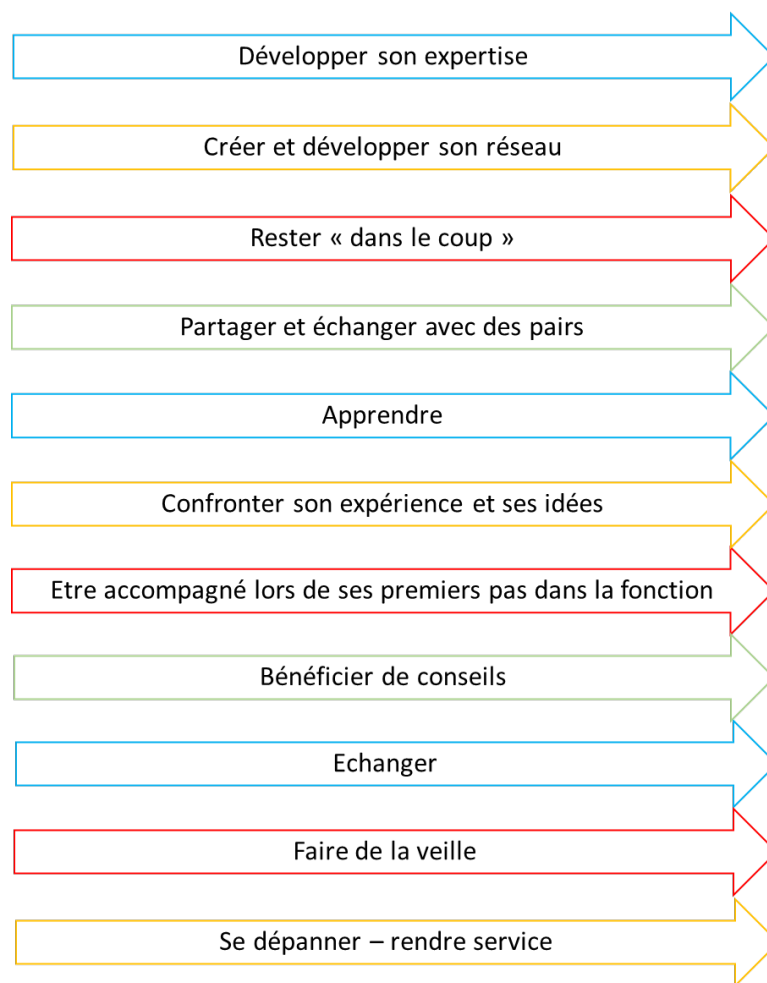 Développer son expertise
Créer et développer son réseau
Rester « dans le coup »
Partager et échanger avec des pairs
Apprendre
Confronter son expérience et ses idées
Etre accompagné lors de ses premiers pas dans la fonction
Bénéficier de conseils
Echanger
Faire de la veille
Se dépanner – rendre service